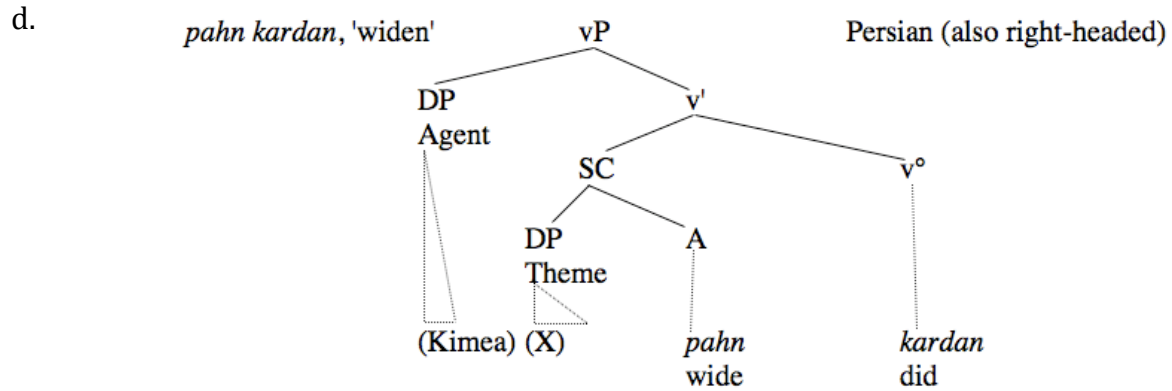 d.
pahn kardan, 'widen' vP Persian (also right-headed)
DP v'
Agent
SC v°
DP A
Theme
(Kimea) (X) pahn kardan
wide did